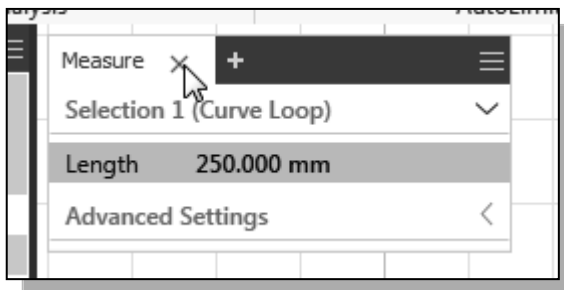 Measure
Selection 1 (Curve Loop)
Length 250.000 mm
Advanced Settings